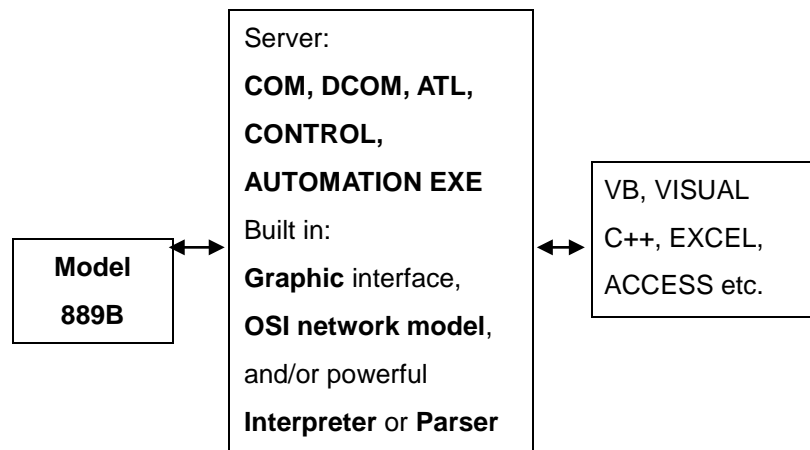 Model
889B
Server:
COM, DCOM, ATL,
CONTROL,
AUTOMATION EXE
Built in:
Graphic interface,
OSI network model,
and/or powerful
Interpreter or Parser
VB, VISUAL
C++, EXCEL,
ACCESS etc.